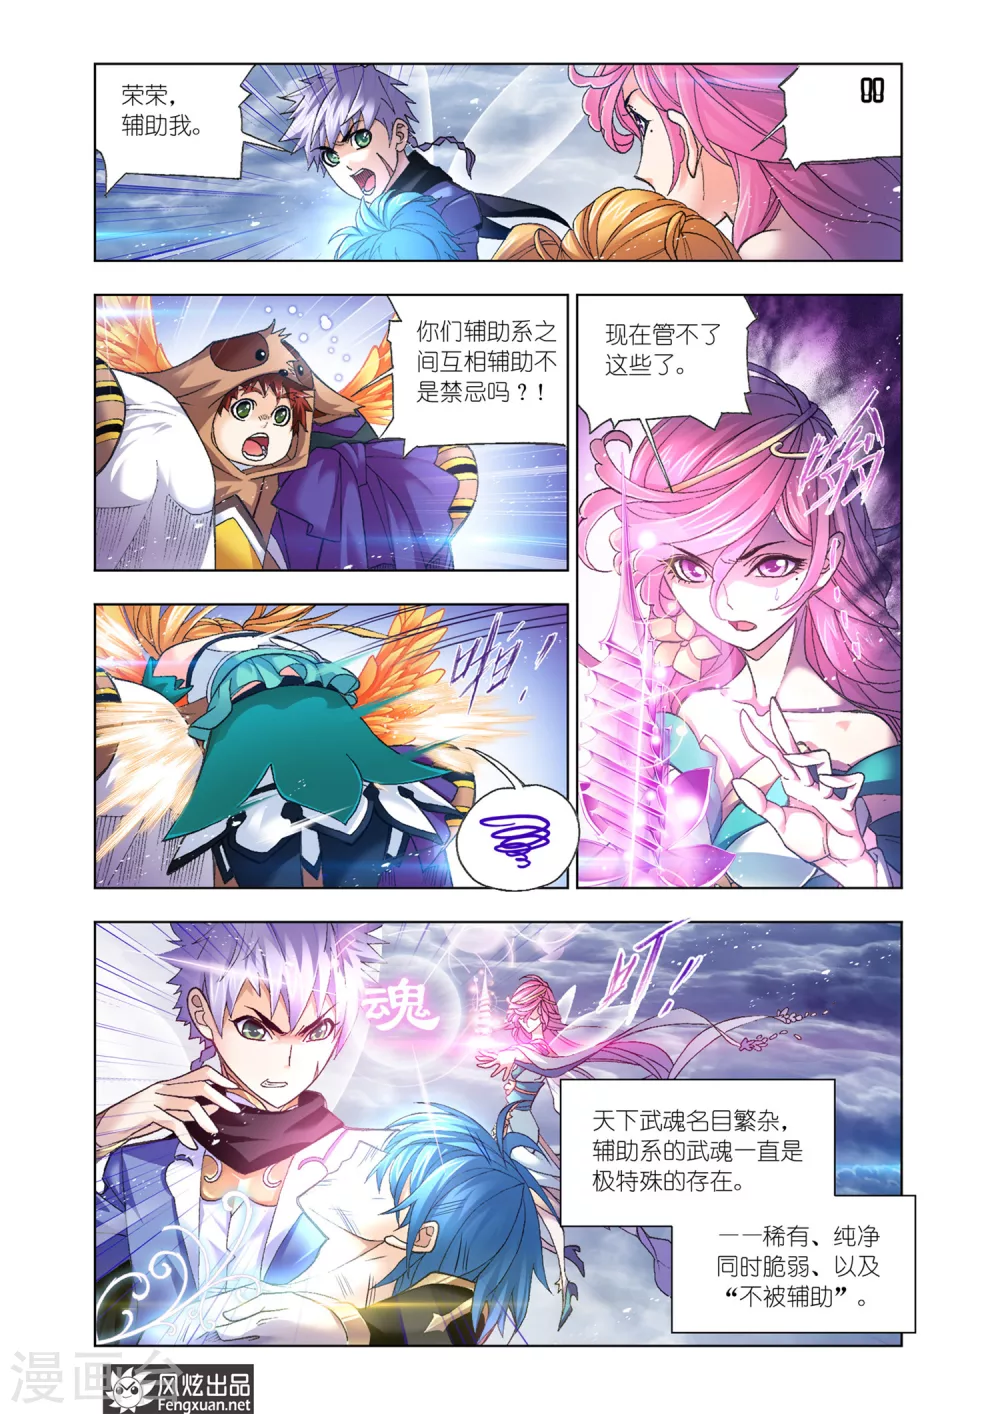 荣荣，
辅助我。
!!
你们辅助系之
间互相辅助不
是禁忌吗？！
现在管不了
这些了。
啪！
魂
叮！
天下武魂名目繁杂，
辅助系的武魂一直是
极特殊的存在。
——稀有、纯净
同时脆弱、以及
“不被辅助”。
漫画台
风炫出品
Fengxuan.net